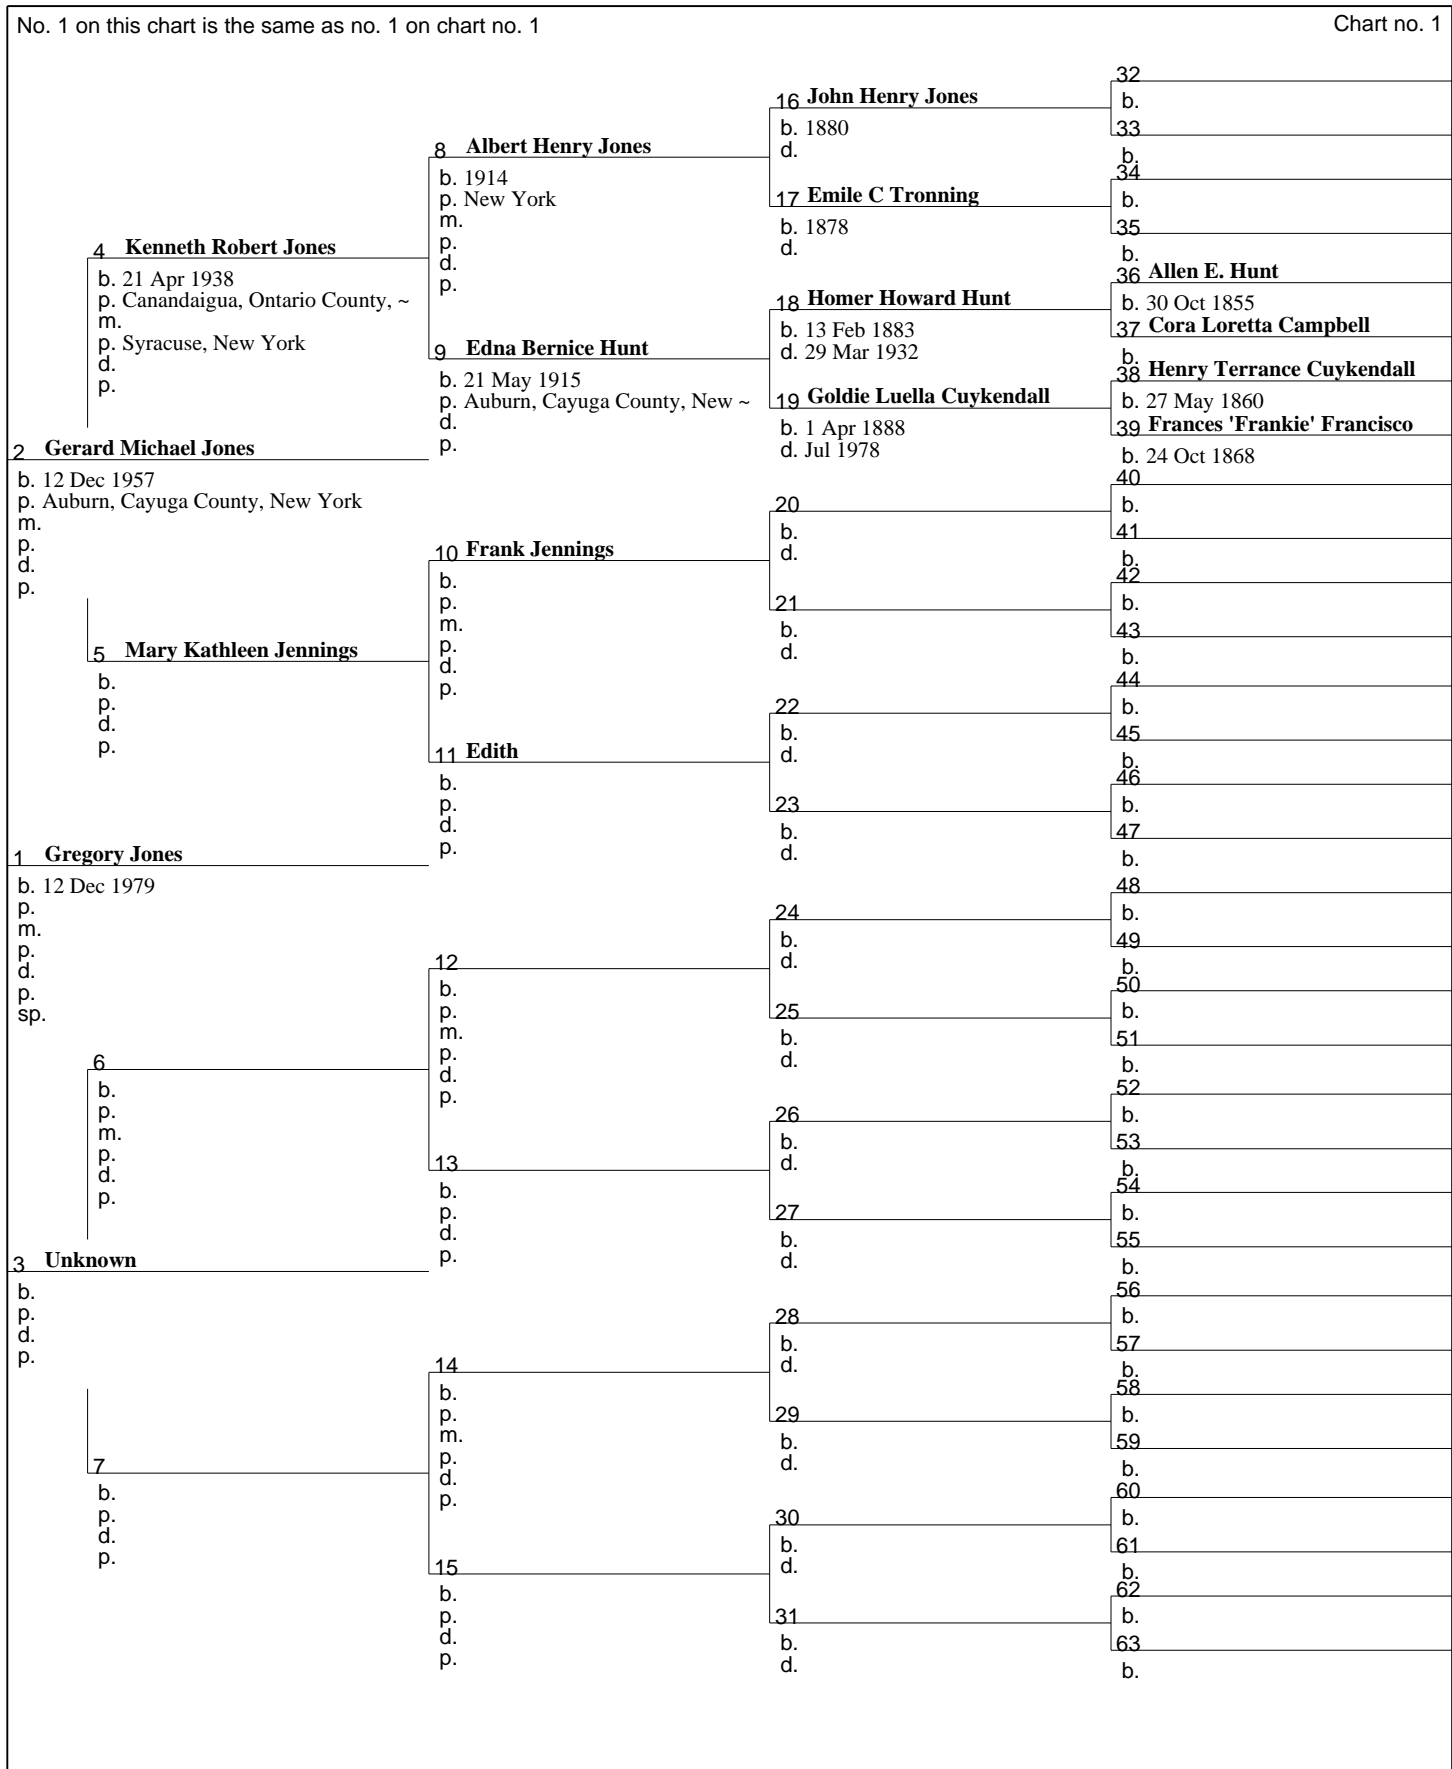 No. 1 on this chart is the same as no. 1 on chart no. 1
Chart no. 1
1 Gregory Jones
b. 12 Dec 1979
p.
m.
p.
d.
p.
sp.
2 Gerard Michael Jones
b. 12 Dec 1957
p. Auburn, Cayuga County, New York
m.
p.
d.
p.
3 Unknown
b.
p.
d.
p.
4 Kenneth Robert Jones
b. 21 Apr 1938
p. Canandaigua, Ontario County, ~
m.
p. Syracuse, New York
d.
p.
5 Mary Kathleen Jennings
b.
p.
d.
p.
6
b.
p.
m.
p.
d.
p.
7
b.
p.
d.
p.
8 Albert Henry Jones
b. 1914
p. New York
m.
p.
d.
p.
9 Edna Bernice Hunt
b. 21 May 1915
p. Auburn, Cayuga County, New ~
d.
p.
10 Frank Jennings
b.
p.
m.
p.
d.
p.
11 Edith
b.
p.
d.
p.
12
b.
p.
m.
p.
d.
p.
13
b.
p.
d.
p.
14
b.
p.
m.
p.
d.
p.
15
b.
p.
d.
p.
16 John Henry Jones
b. 1880
d.
17 Emile C Tronning
b. 1878
d.
18 Homer Howard Hunt
b. 13 Feb 1883
d. 29 Mar 1932
19 Goldie Luella Cuykendall
b. 1 Apr 1888
d. Jul 1978
20
b.
d.
21
b.
d.
22
b.
d.
23
b.
d.
24
b.
d.
25
b.
d.
26
b.
d.
27
b.
d.
28
b.
d.
29
b.
d.
30
b.
d.
31
b.
d.
32
b.
33
b.
34
b.
35
b.
36 Allen E. Hunt
b. 30 Oct 1855
37 Cora Loretta Campbell
b.
38 Henry Terrance Cuykendall
b. 27 May 1860
39 Frances 'Frankie' Francisco
b. 24 Oct 1868
40
b.
41
b.
42
b.
43
b.
44
b.
45
b.
46
b.
47
b.
48
b.
49
b.
50
b.
51
b.
52
b.
53
b.
54
b.
55
b.
56
b.
57
b.
58
b.
59
b.
60
b.
61
b.
62
b.
63
b.